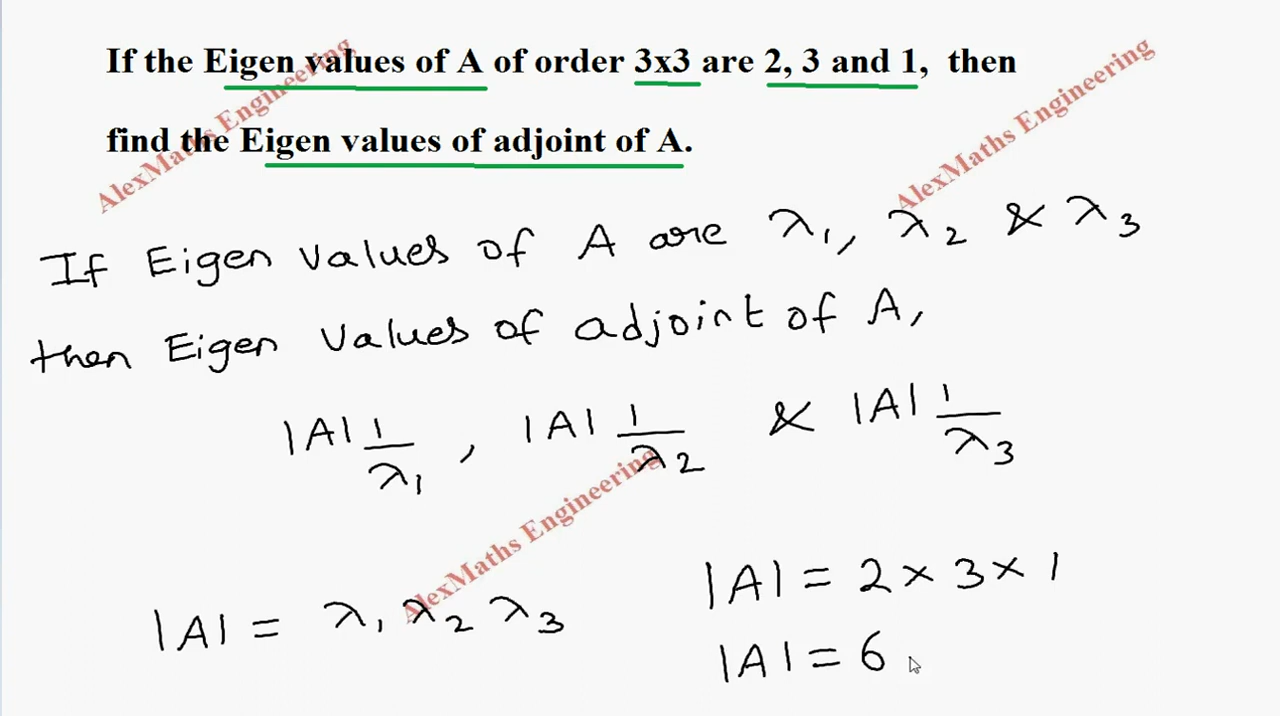 If the Eigen values of A of order 3x3 are 2, 3 and 1, then
find the Eigen values of adjoint of A.
AlexMaths Engineering
AlexMaths Engineering
If Eigen values of A are λ₁, λ₂ & λ₃
then Eigen values of adjoint of A,
|A| 1/λ₁ , |A| 1/λ₂ & |A| 1/λ₃
AlexMaths Engineering
|A| = λ₁ λ₂ λ₃
|A| = 2 × 3 × 1
|A| = 6